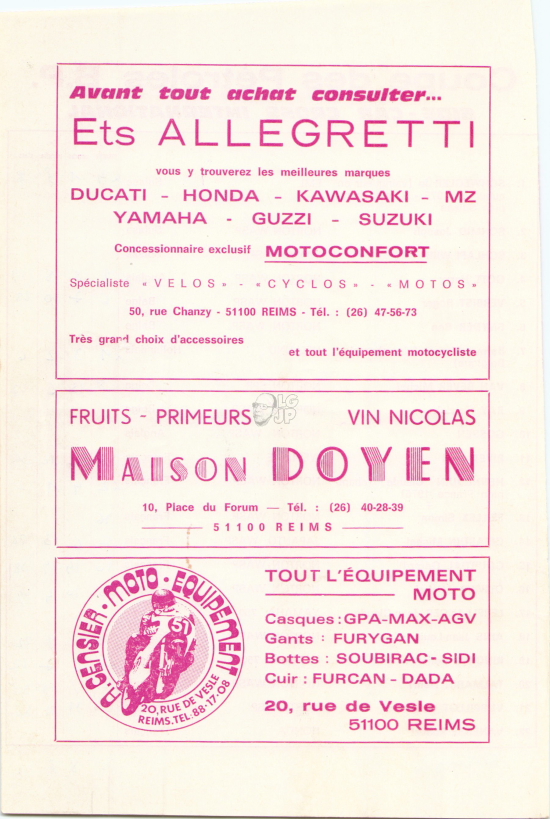 Avant tout achat consulter...
Ets ALLEGRETTI
vous y trouverez les meilleures marques
DUCATI - HONDA - KAWASAKI - MZ
YAMAHA - GUZZI - SUZUKI
Concessionnaire exclusif MOTOCONFORT
Spécialiste « VELOS » - « CYCLOS » - « MOTOS »
50, rue Chanzy - 51100 REIMS - Tél. : (26) 47-56-73
Très grand choix d'accessoires
et tout l'équipement motocycliste
FRUITS - PRIMEURS VIN NICOLAS
LG
JP
MAISON DOYEN
10, Place du Forum — Tél. : (26) 40-28-39
51100 REIMS
A. CENSIER · MOTO · EQUIPEMENT
51
20, RUE DE VESLE
REIMS. TEL: 88-17-08
TOUT L'ÉQUIPEMENT
MOTO
Casques : GPA-MAX-AGV
Gants : FURYGAN
Bottes : SOUBIRAC - SIDI
Cuir : FURCAN - DADA
20, rue de Vesle
51100 REIMS